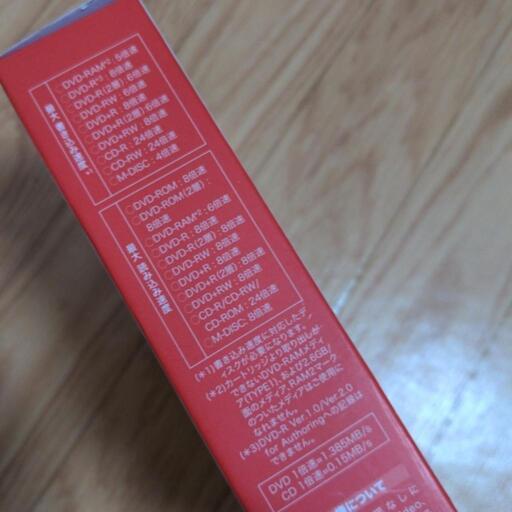 最大 書き込み速度*1
○DVD-RAM*2：5倍速
○DVD-R*3：8倍速
○DVD-R(2層)：6倍速
○DVD-RW：6倍速
○DVD+R：8倍速
○DVD+R(2層)：6倍速
○DVD+RW：8倍速
○CD-R：24倍速
○CD-RW：24倍速
○M-DISC：4倍速
最大 読み込み速度
○DVD-ROM：8倍速
○DVD-ROM(2層)：
8倍速
○DVD-RAM*2：6倍速
○DVD-R：8倍速
○DVD-R(2層)：8倍速
○DVD-RW：8倍速
○DVD+R：8倍速
○DVD+R(2層)：8倍速
○DVD+RW：8倍速
○CD-R/CD-RW/
CD-ROM：24倍速
○M-DISC：8倍速
(*1)書き込み速度に対応したディ
スクが必要になります。
(*2)カートリッジより取り出しが
できないDVD-RAMメディ
ア(TYPE1)、および2.6GB/
面のメディア、RAM2マーク
のついたメディアはご使用に
なれません。
(*3)DVD-R Ver.1.0/Ver.2.0
for Authoringへの記録は
できません。
DVD 1倍速=1.385MB/s
CD 1倍速=0.15MB/s
について
なしに